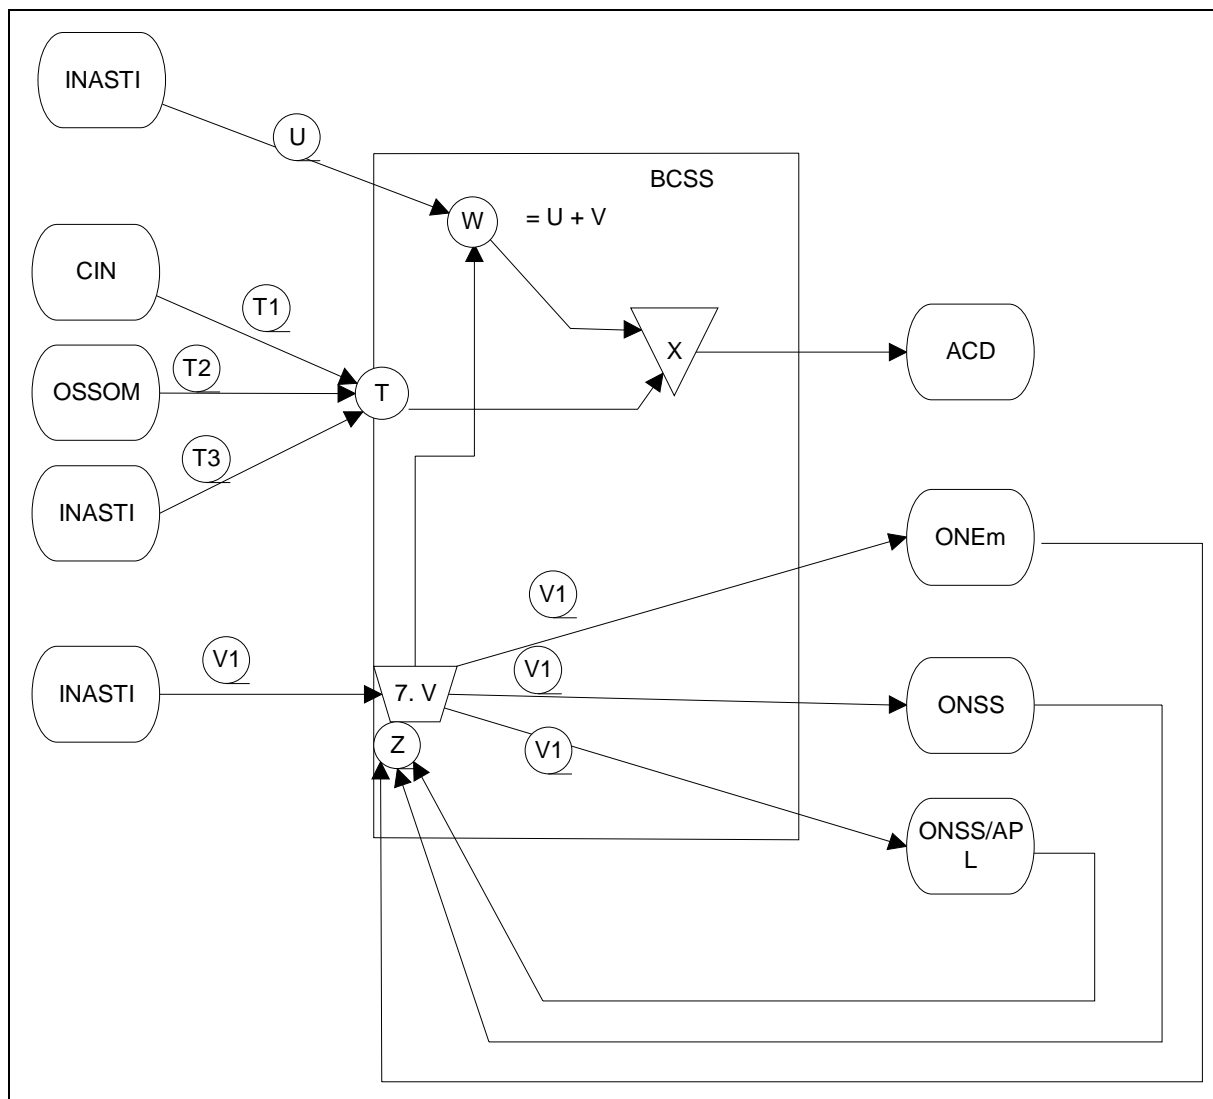 INASTI
U
BCSS
W
= U + V
CIN
T1
X
ACD
OSSOM
T2
T
T3
INASTI
ONEm
V1
INASTI
V1
7. V
V1
ONSS
Z
V1
ONSS/AP
L